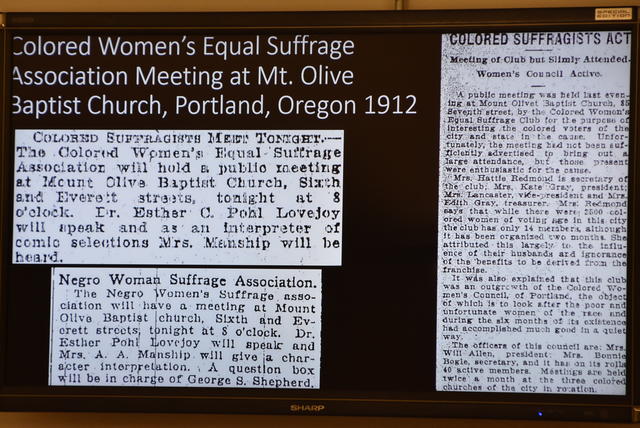 Colored Women's Equal Suffrage
Association Meeting at Mt. Olive
Baptist Church, Portland, Oregon 1912
COLORED SUFFRAGISTS MEET TONIGHT.—
The Colored Women's Equal Suffrage
Association will hold a public meeting
at Mount Olive Baptist Church, Sixth
and Everett streets, tonight at 8
o'clock. Dr. Esther C. Pohl Lovejoy
will speak and as an interpreter of
comic selections Mrs. Manship will be
heard.
Negro Woman Suffrage Association.
The Negro Women's Suffrage asso-
ciation will have a meeting at Mount
Olive Baptist church, Sixth and Ev-
erett streets, tonight at 8 o'clock. Dr.
Esther Pohl Lovejoy will speak and
Mrs. A. A. Manship will give a char-
acter interpretation. A question box
will be in charge of George S. Shepherd.
COLORED SUFFRAGISTS ACT
Meeting of Club but Slimly Attended.
Women's Council Active.
A public meeting was held last even-
ing at Mount Olivet Baptist Church, 85
Seventh street, by the Colored Women's
Equal Suffrage Club for the purpose of
interesting the colored voters of the
city and state in the cause. Unfor-
tunately, the meeting had not been suf-
ficiently advertised to bring out a
large attendance, but those present
were enthusiastic for the cause.
Mrs. Hattie Redmond is secretary of
the club; Mrs. Kate Gray, president;
Mrs. Lancaster, vice-president and Mrs.
Edith Gray, treasurer. Mrs. Redmond
says that while there were 2500 col-
ored women of voting age in this city
the club has only 14 members, although
it has been organized two months. She
attributed this largely to the influ-
ence of their husbands and ignorance
of the benefits to be derived from the
franchise.
It was also explained that this club
was an outgrowth of the Colored Wo-
men's Council, of Portland, the object
of which is to look after the poor and
unfortunate women of the race and
during the six months of its existence
had accomplished much good in a quiet
way.
The officers of this council are: Mrs.
Will Allen, president; Mrs. Bonnie
Bogle, secretary, and it has on its rolls
40 active members. Meetings are held
twice a month at the three colored
churches of the city in rotation.
SHARP
SPECIAL
EDITION